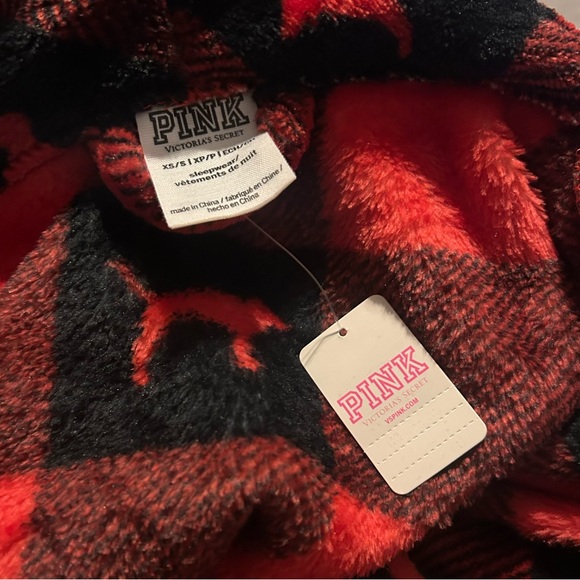 PINK
VICTORIA'S SECRET
XS/S | XP/P |
sleepwear/
vêtements de nuit
made in China / fabriqué en Chine /
hecho en China
PINK
VICTORIA'S SECRET
VSPINK.COM